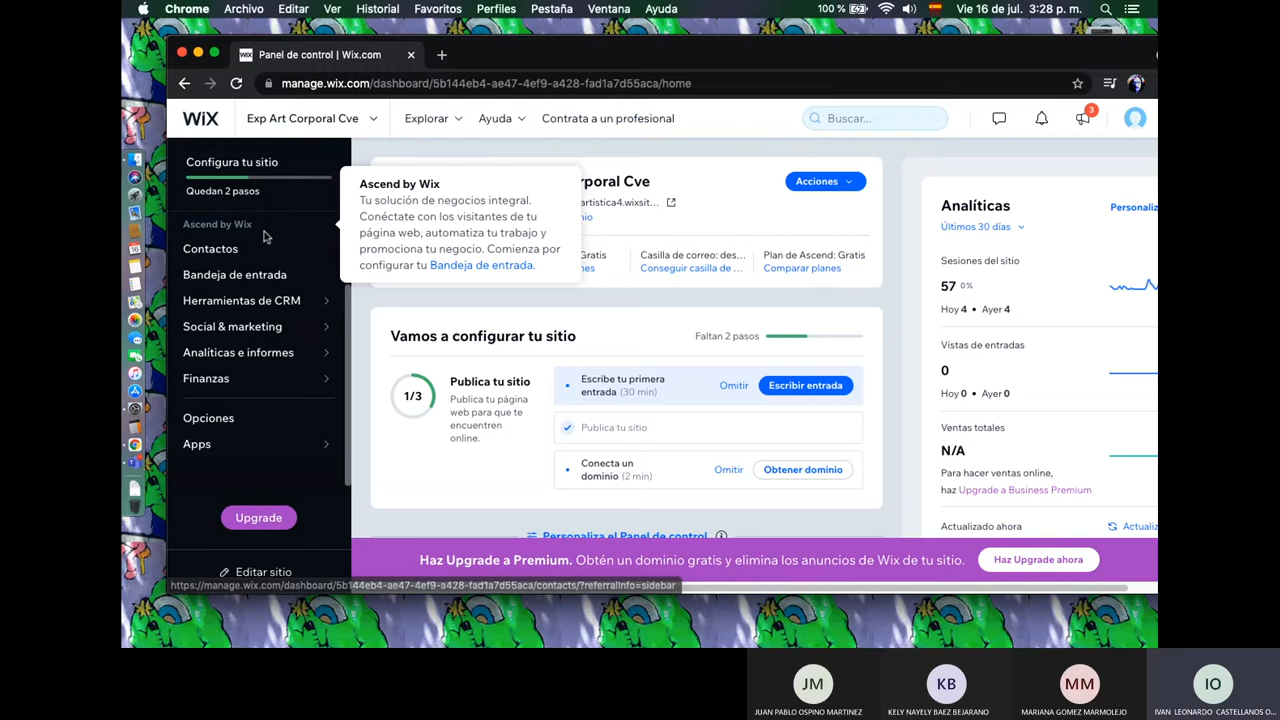 Chrome Archivo Editar Ver Historial Favoritos Perfiles Pestaña Ventana Ayuda 100 % Vie 16 de jul. 3:28 p. m.
WIX Panel de control | Wix.com
manage.wix.com/dashboard/5b144eb4-ae47-4ef9-a428-fad1a7d55aca/home
WiX Exp Art Corporal Cve Explorar Ayuda Contrata a un profesional Buscar... 3
Configura tu sitio
Quedan 2 pasos
Ascend by Wix
Contactos
Bandeja de entrada
Herramientas de CRM
Social & marketing
Analíticas e informes
Finanzas
Opciones
Apps
Upgrade
Editar sitio
Ascend by Wix
Tu solución de negocios integral.
Conéctate con los visitantes de tu
página web, automatiza tu trabajo y
promociona tu negocio. Comienza por
configurar tu Bandeja de entrada.
orporal Cve
Acciones
artistica4.wixsit...
nio
Gratis
nes
Casilla de correo: des...
Conseguir casilla de ...
Plan de Ascend: Gratis
Comparar planes
Vamos a configurar tu sitio
Faltan 2 pasos
1/3
Publica tu sitio
Publica tu página
web para que te
encuentren
online.
Escribe tu primera
entrada (30 min)
Omitir
Escribir entrada
Publica tu sitio
Conecta un
dominio (2 min)
Omitir
Obtener dominio
Personaliza el Panel de control
Analíticas
Personaliz
Últimos 30 días
Sesiones del sitio
57 0%
Hoy 4 • Ayer 4
Vistas de entradas
0
Hoy 0 • Ayer 0
Ventas totales
N/A
Para hacer ventas online,
haz Upgrade a Business Premium
Actualizado ahora
Actualiz
Haz Upgrade a Premium. Obtén un dominio gratis y elimina los anuncios de Wix de tu sitio.
Haz Upgrade ahora
https://manage.wix.com/dashboard/5b144eb4-ae47-4ef9-a428-fad1a7d55aca/contacts/?referralInfo=sidebar
JM
JUAN PABLO OSPINO MARTINEZ
KB
KELY NAYELY BAEZ BEJARANO
MM
MARIANA GOMEZ MARMOLEJO
IO
IVAN LEONARDO CASTELLANOS O...